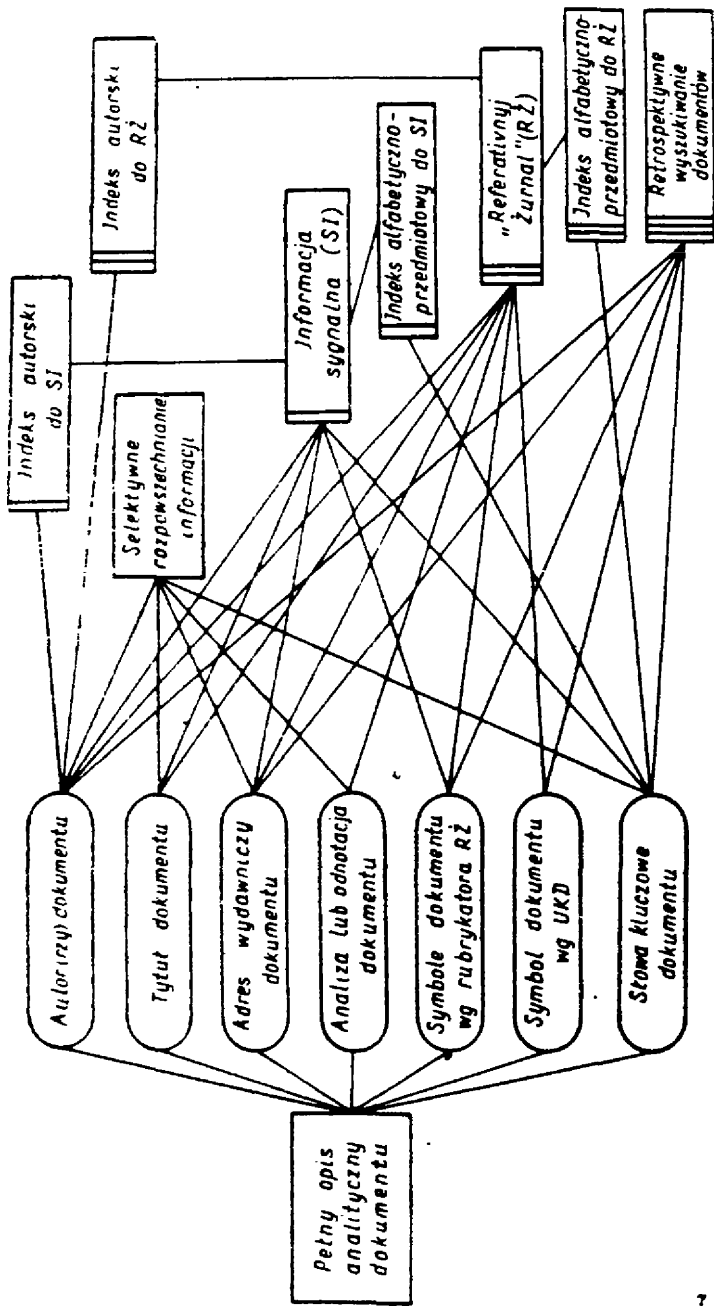 Pełny opis
analityczny
dokumentu
Autor(rzy) dokumentu
Tytuł dokumentu
Adres wydawniczy
dokumentu
Analiza lub adnotacja
dokumentu
Symbole dokumentu
wg rubrykatora RŻ
Symbol dokumentu
wg UKD
Słowa kluczowe
dokumentu
Indeks autorski
do SI
Selektywne
rozpowszechnianie
informacji
Indeks autorski
do RŻ
Informacja
sygnalna (SI)
Indeks alfabetyczno-
przedmiotowy do SI
„Referativnyj
Żurnal"(RŻ)
Indeks alfabetyczno-
przedmiotowy do RŻ
Retrospektywne
wyszukiwanie
dokumentów
7